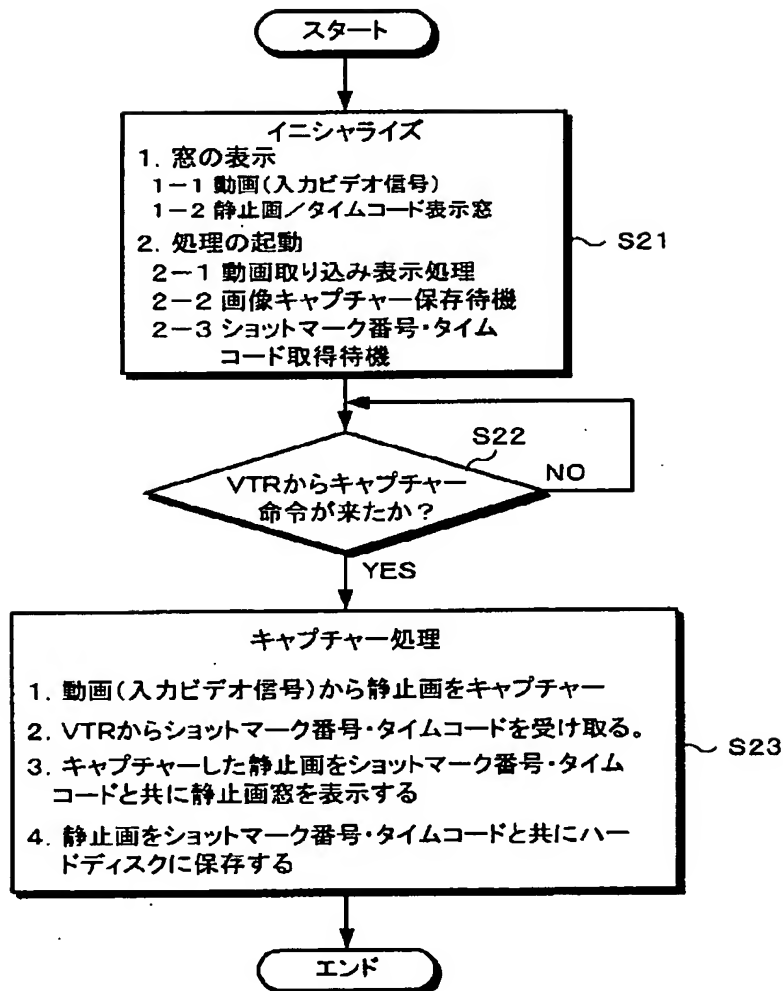 スタート
イニシャライズ
1. 窓の表示
1-1 動画(入力ビデオ信号)
1-2 静止画/タイムコード表示窓
2. 処理の起動
2-1 動画取り込み表示処理
2-2 画像キャプチャー保存待機
2-3 ショットマーク番号・タイム
コード取得待機
S21
S22
VTRからキャプチャー
命令が来たか?
NO
YES
キャプチャー処理
1. 動画(入力ビデオ信号)から静止画をキャプチャー
2. VTRからショットマーク番号・タイムコードを受け取る。
3. キャプチャーした静止画をショットマーク番号・タイム
コードと共に静止画窓を表示する
4. 静止画をショットマーク番号・タイムコードと共にハー
ドディスクに保存する
S23
エンド